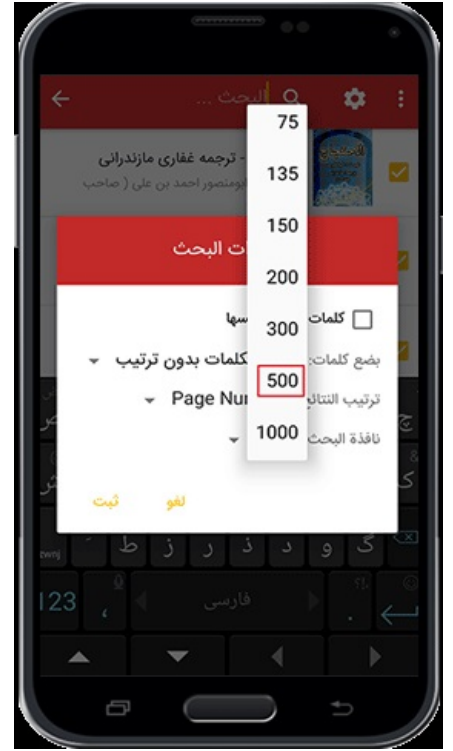 البحث ...
- ترجمه غفاری مازندرانی
ابومنصور احمد بن علی ( صاحب
ات البحث
كلمات
سها
بضع كلمات:
كلمات بدون ترتيب
ترتيب النتائج
Page Nu
نافذة البحث
75
135
150
200
300
500
1000
لغو
ثبت
چ
ص
ک
ش
گ و د ذ ر ز ط
zwnj
123
،
فارسی
.
؟!